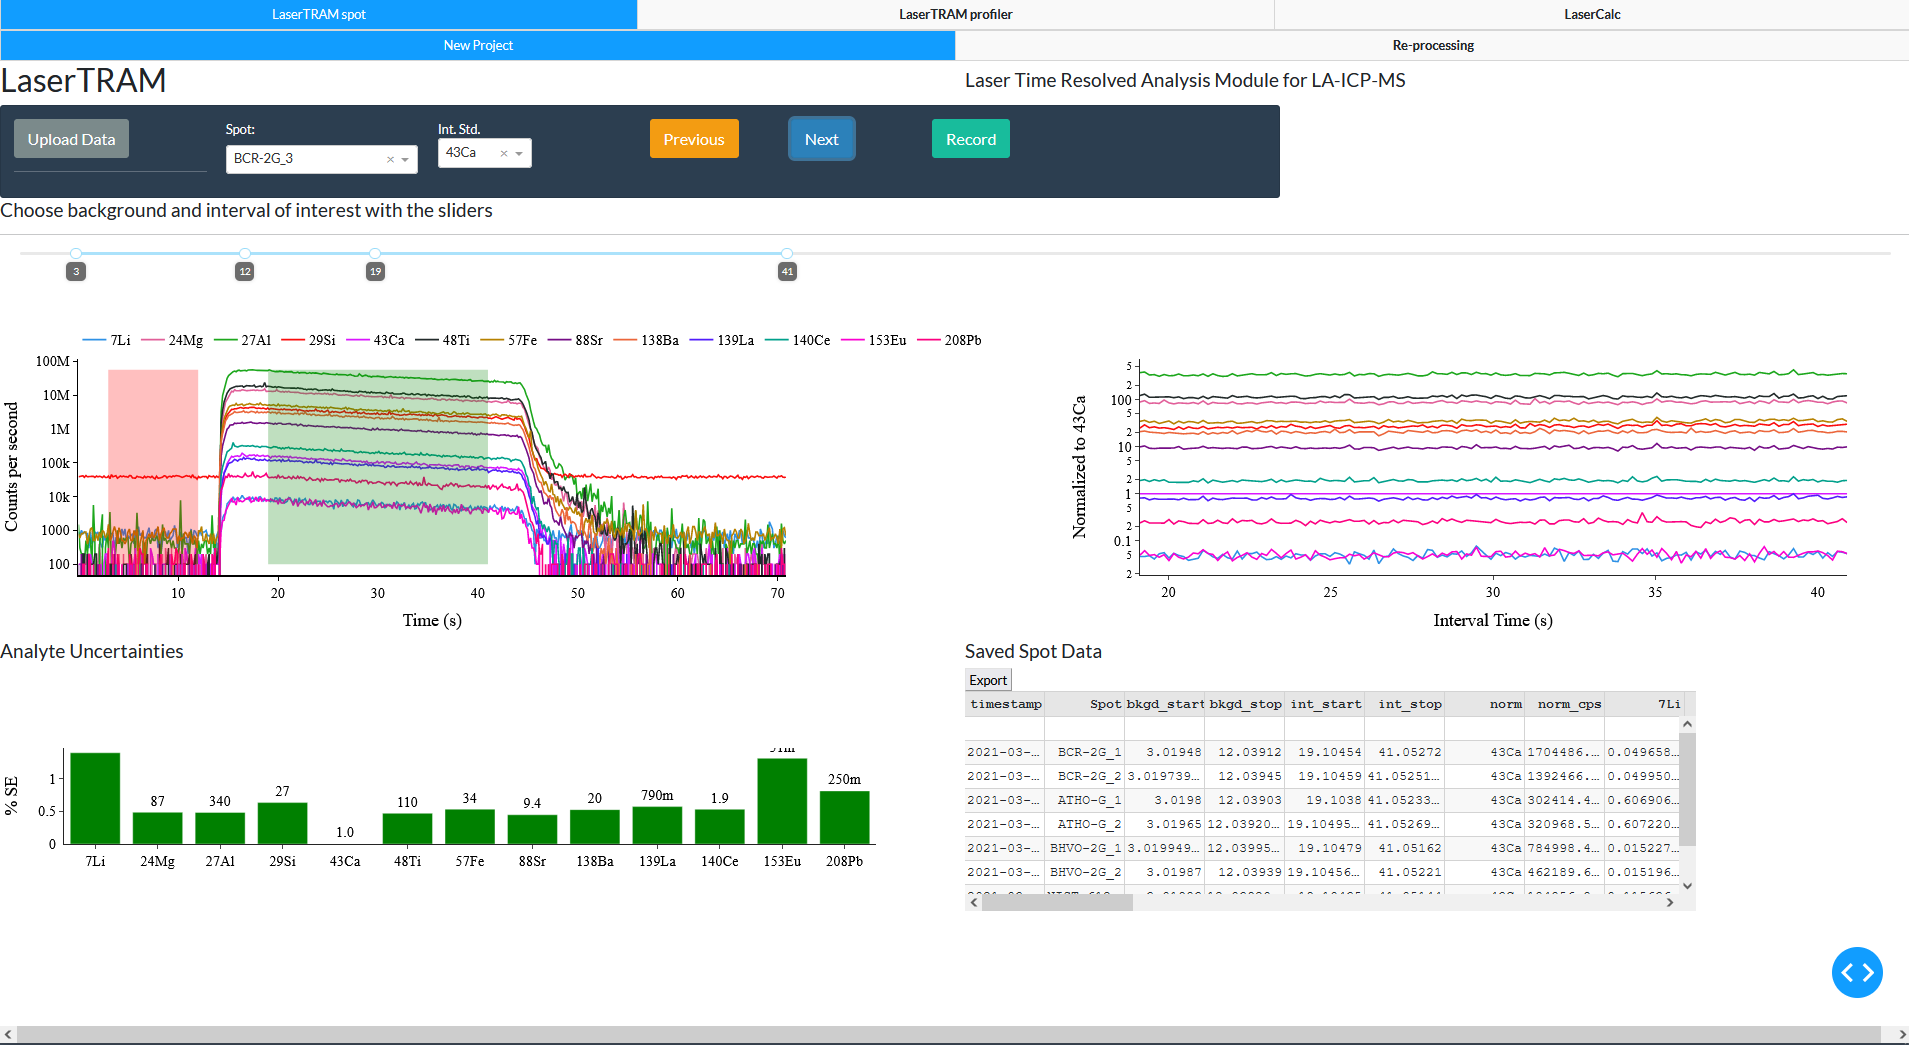 LaserTRAM spot LaserTRAM profiler LaserCalc
New Project Re-processing
LaserTRAM Laser Time Resolved Analysis Module for LA-ICP-MS
Upload Data Spot: BCR-2G_3 × Int. Std. 43Ca × Previous Next Record
Choose background and interval of interest with the sliders
3 12 19 41
7Li 24Mg 27Al 29Si 43Ca 48Ti 57Fe 88Sr 138Ba 139La 140Ce 153Eu 208Pb
Counts per second
100M
10M
1M
100k
10k
1000
100
10 20 30 40 50 60 70
Time (s)
Normalized to 43Ca
5
2
100
5
2
10
5
2
1
5
2
0.1
5
2
20 25 30 35 40
Interval Time (s)
Analyte Uncertainties
% SE
1
0.5
0
87 340 27 1.0 110 34 9.4 20 790m 1.9 250m
7Li 24Mg 27Al 29Si 43Ca 48Ti 57Fe 88Sr 138Ba 139La 140Ce 153Eu 208Pb
Saved Spot Data
Export
timestamp Spot bkgd_start bkgd_stop int_start int_stop norm norm_cps 7Li
2021-03-… BCR-2G_1 3.01948 12.03912 19.10454 41.05272 43Ca 1704486.… 0.049658…
2021-03-… BCR-2G_2 3.019739… 12.03945 19.10459 41.05251… 43Ca 1392466.… 0.049950…
2021-03-… ATHO-G_1 3.0198 12.03903 19.1038 41.05233… 43Ca 302414.4… 0.606906…
2021-03-… ATHO-G_2 3.01965 12.03920… 19.10495… 41.05269… 43Ca 320968.5… 0.607220…
2021-03-… BHVO-2G_1 3.019949… 12.03995… 19.10479 41.05162 43Ca 784998.4… 0.015227…
2021-03-… BHVO-2G_2 3.01987 12.03939 19.10456… 41.05221 43Ca 462189.6… 0.015196…